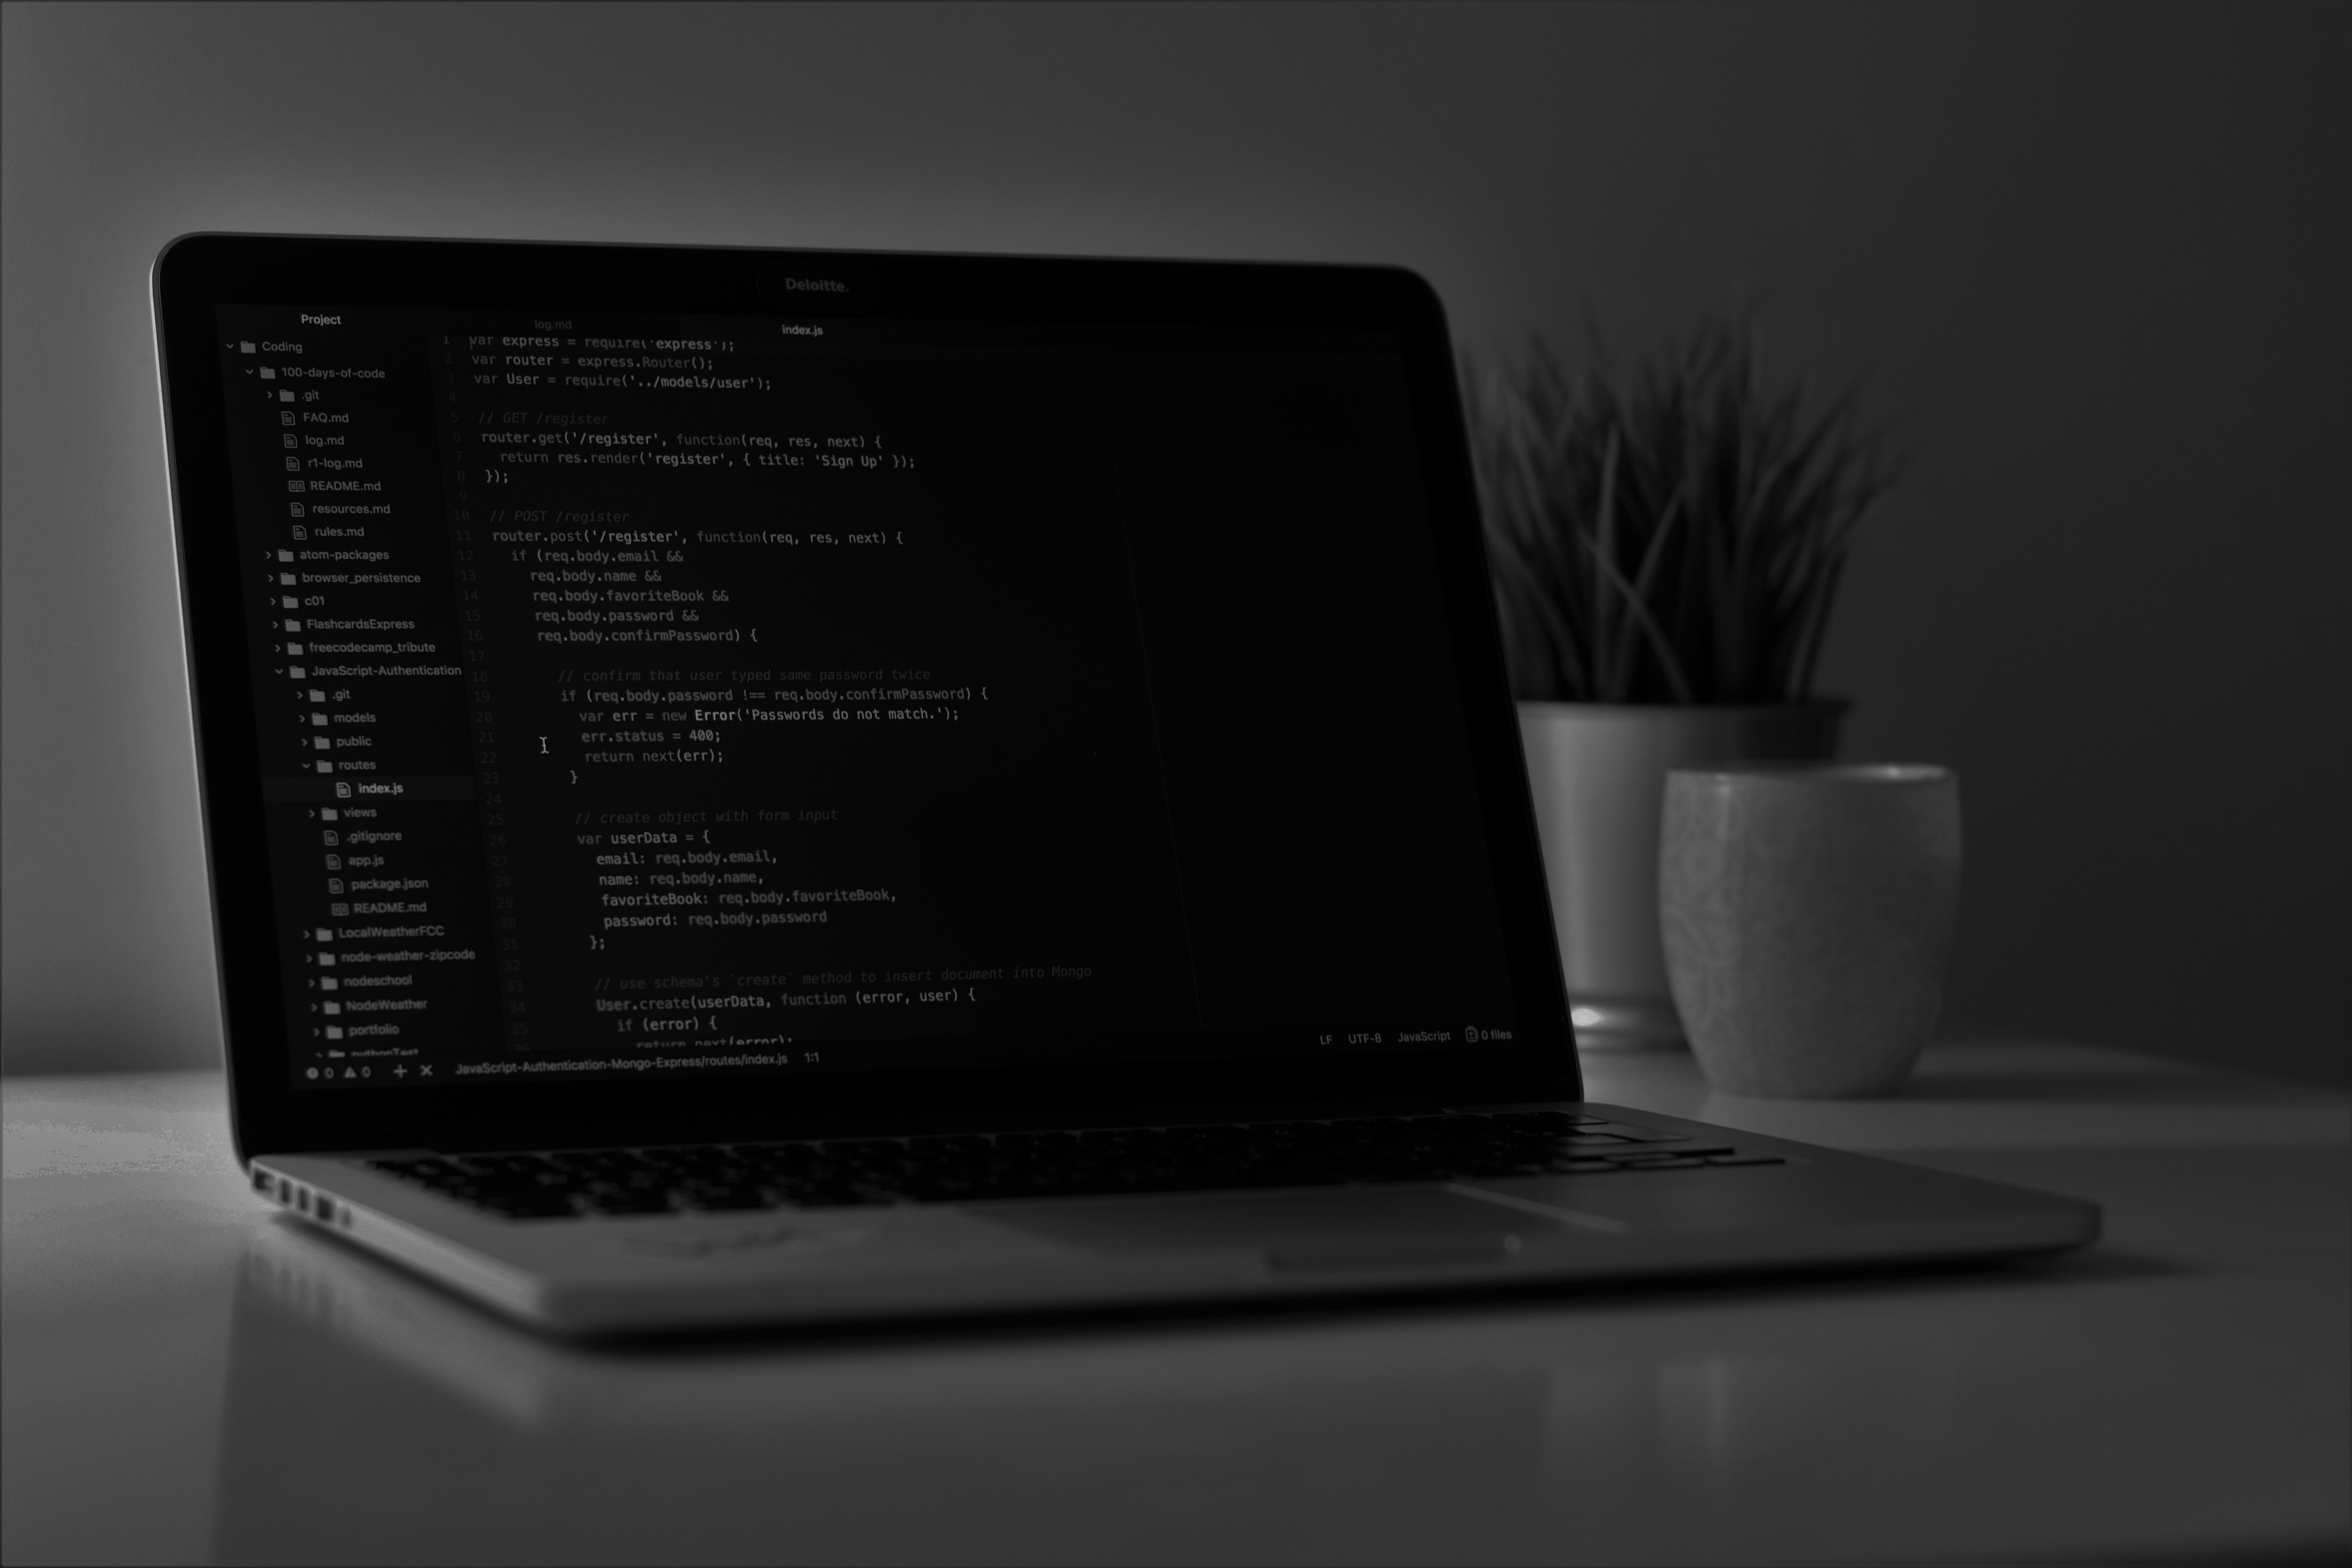 Deloitte.
Project
Coding
100-days-of-code
.git
FAQ.md
log.md
r1-log.md
README.md
resources.md
rules.md
atom-packages
browser_persistence
c01
FlashcardsExpress
freecodecamp_tribute
JavaScript-Authentication
.git
models
public
routes
index.js
views
.gitignore
app.js
package.json
README.md
LocalWeatherFCC
node-weather-zipcode
nodeschool
NodeWeather
portfolio
pythonTest
log.md index.js
1 var express = require('express');
2 var router = express.Router();
3 var User = require('../models/user');
4
5 // GET /register
6 router.get('/register', function(req, res, next) {
7 return res.render('register', { title: 'Sign Up' });
8 });
9
10 // POST /register
11 router.post('/register', function(req, res, next) {
12 if (req.body.email &&
13 req.body.name &&
14 req.body.favoriteBook &&
15 req.body.password &&
16 req.body.confirmPassword) {
17
18 // confirm that user typed same password twice
19 if (req.body.password !== req.body.confirmPassword) {
20 var err = new Error('Passwords do not match.');
21 err.status = 400;
22 return next(err);
23 }
24
25 // create object with form input
26 var userData = {
27 email: req.body.email,
28 name: req.body.name,
29 favoriteBook: req.body.favoriteBook,
30 password: req.body.password
31 };
32
33 // use schema's 'create' method to insert document into Mongo
34 User.create(userData, function (error, user) {
35 if (error) {
36 return next(error);
0 0 + × JavaScript-Authentication-Mongo-Express/routes/index.js 1:1 LF UTF-8 JavaScript 0 files